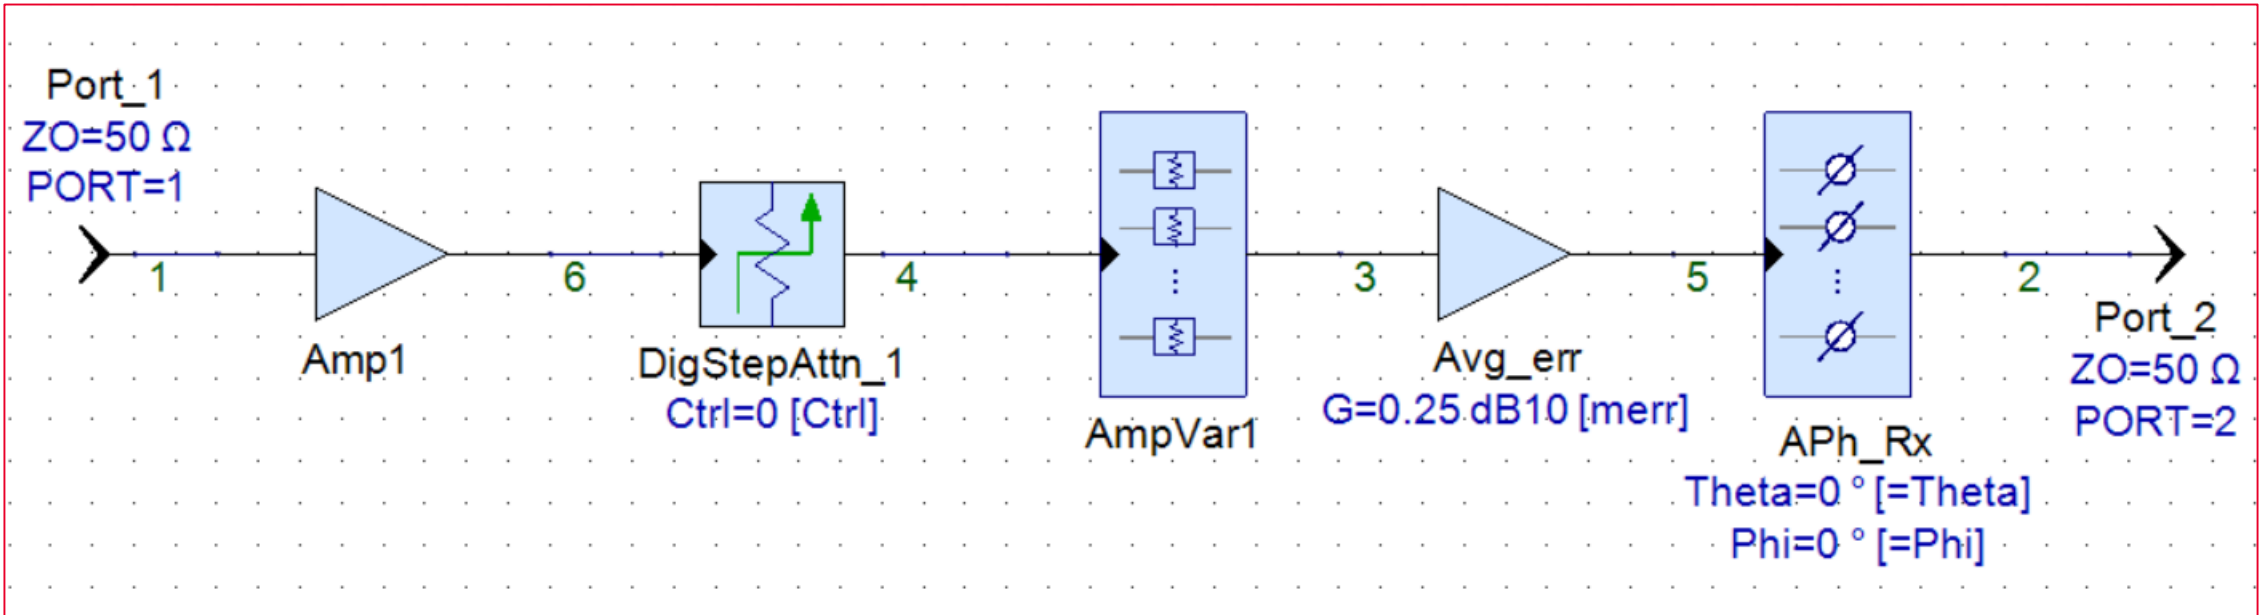 Port_1
ZO=50 Ω
PORT=1
1
Amp1
6
DigStepAttn_1
Ctrl=0 [Ctrl]
4
AmpVar1
3
Avg_err
G=0.25 dB10 [merr]
5
APh_Rx
Theta=0 ° [=Theta]
Phi=0 ° [=Phi]
2
Port_2
ZO=50 Ω
PORT=2